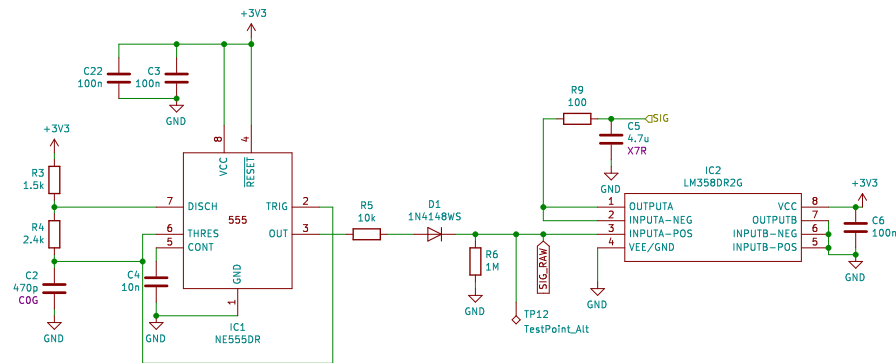 +3V3
C22
100n
C3
100n
GND
+3V3
R3
1.5k
R4
2.4k
C2
470p
C0G
GND
8
4
VCC
RESET
7
DISCH
555
TRIG
2
6
THRES
5
CONT
OUT
3
GND
1
C4
10n
GND
IC1
NE555DR
R5
10k
D1
1N4148WS
R6
1M
GND
TP12
TestPoint_Alt
SIG_RAW
R9
100
SIG
C5
4.7u
X7R
GND
IC2
LM358DR2G
1
OUTPUTA
VCC
8
2
INPUTA-NEG
OUTPUTB
7
3
INPUTA-POS
INPUTB-NEG
6
4
VEE/GND
INPUTB-POS
5
GND
+3V3
C6
100n
GND